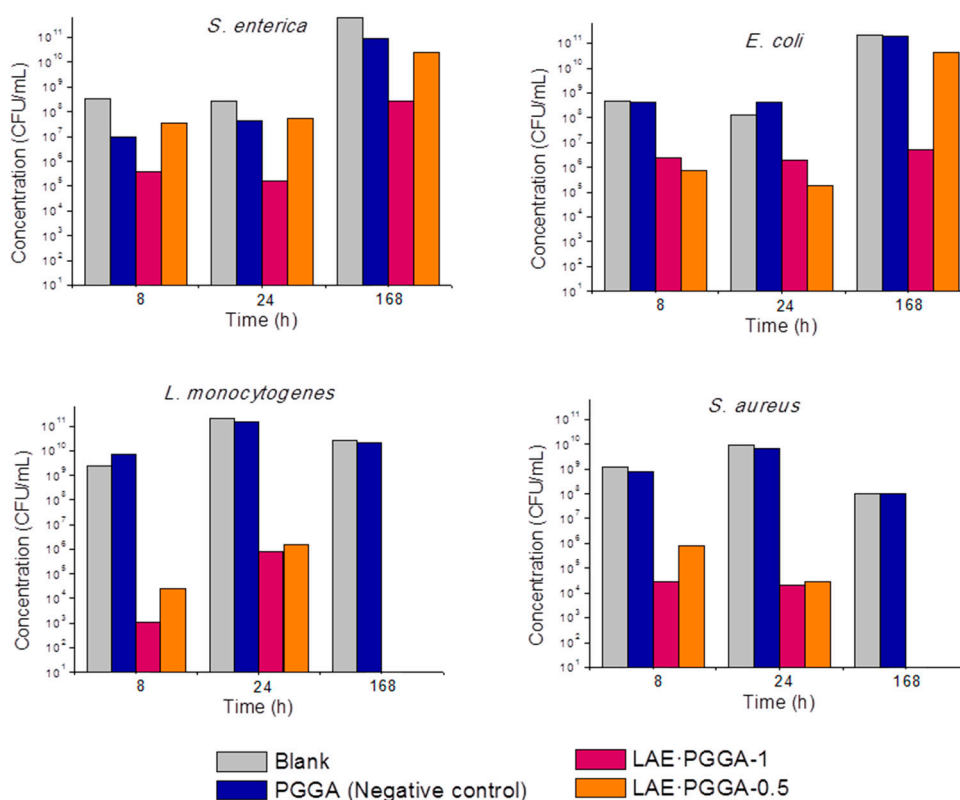 S. enterica
Concentration (CFU/mL)
10¹¹
10¹⁰
10⁹
10⁸
10⁷
10⁶
10⁵
10⁴
10³
10²
10¹
8 24 168
Time (h)
E. coli
Concentration (CFU/mL)
10¹¹
10¹⁰
10⁹
10⁸
10⁷
10⁶
10⁵
10⁴
10³
10²
10¹
8 24 168
Time (h)
L. monocytogenes
Concentration (CFU/mL)
10¹¹
10¹⁰
10⁹
10⁸
10⁷
10⁶
10⁵
10⁴
10³
10²
10¹
8 24 168
Time (h)
S. aureus
Concentration (CFU/mL)
10¹¹
10¹⁰
10⁹
10⁸
10⁷
10⁶
10⁵
10⁴
10³
10²
10¹
8 24 168
Time (h)
Blank
PGGA (Negative control)
LAE·PGGA-1
LAE·PGGA-0.5